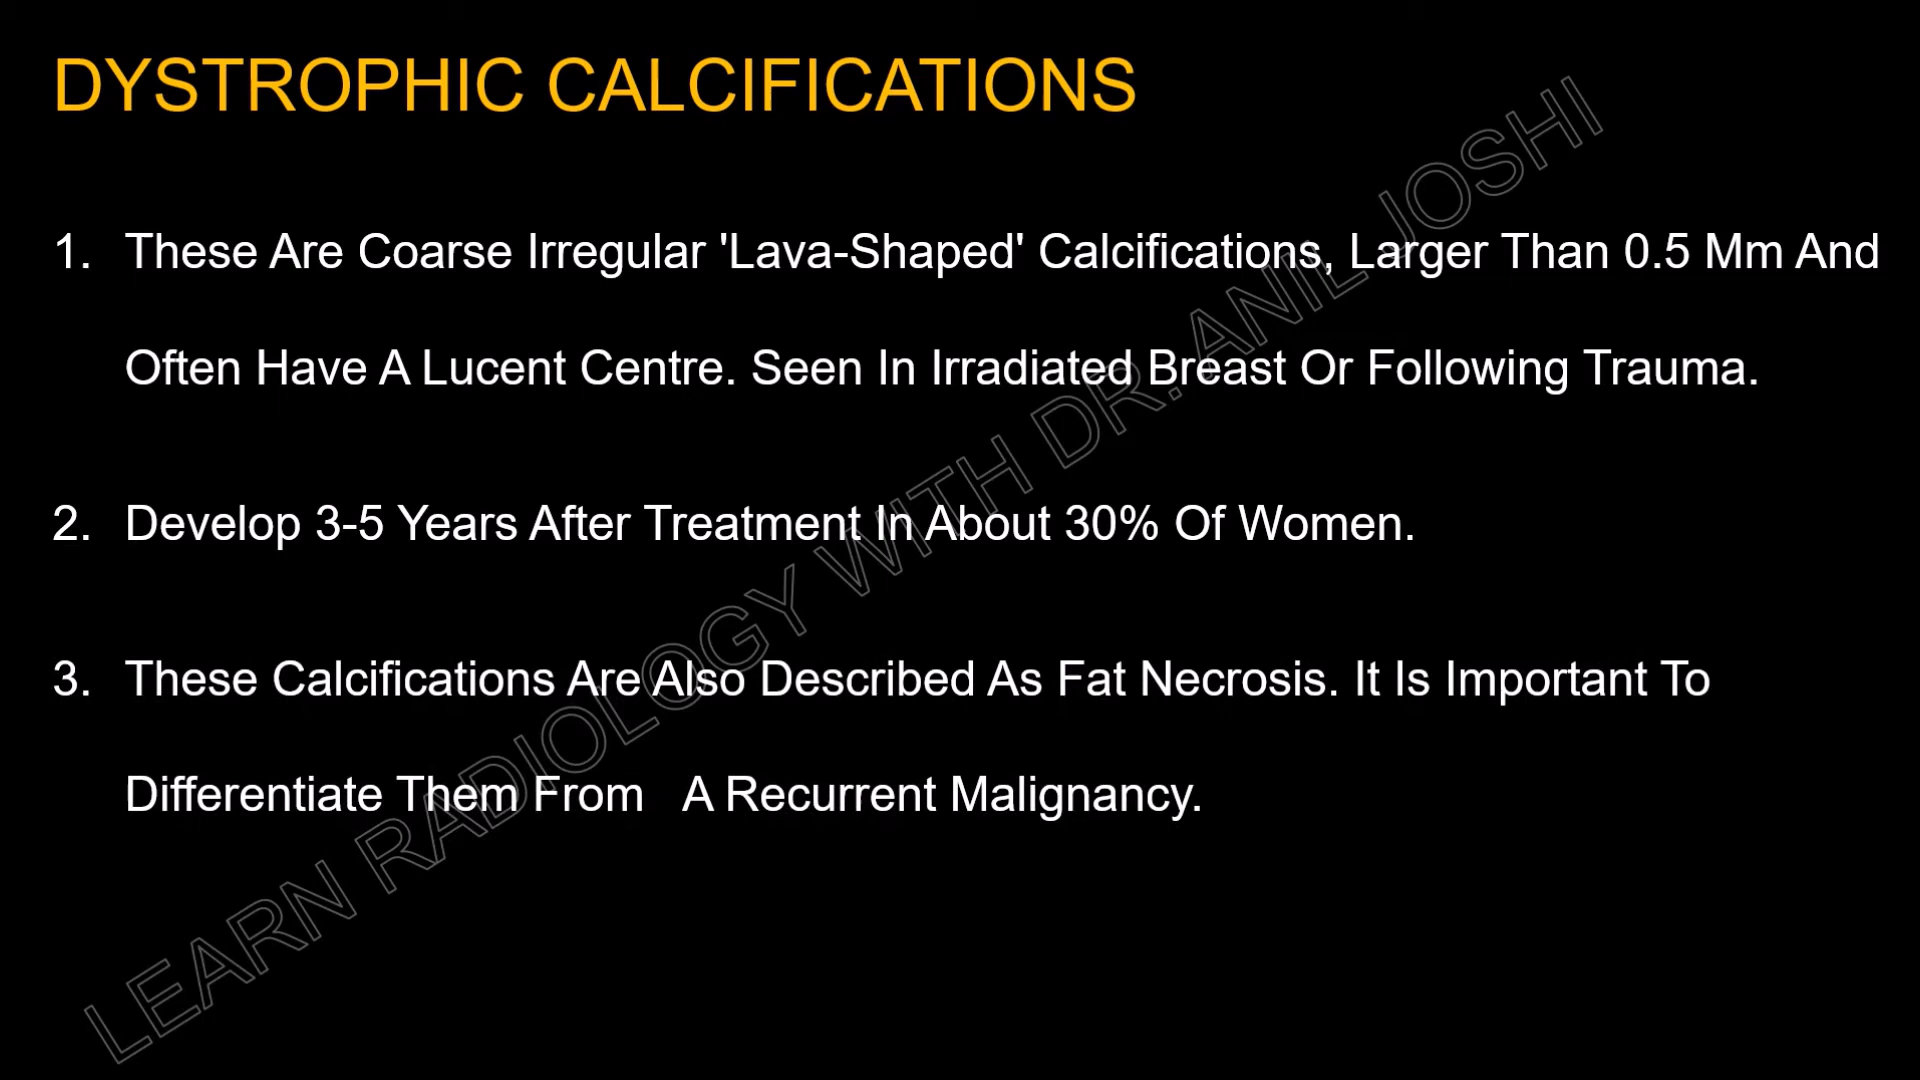 DYSTROPHIC CALCIFICATIONS
1. These Are Coarse Irregular 'Lava-Shaped' Calcifications, Larger Than 0.5 Mm And
Often Have A Lucent Centre. Seen In Irradiated Breast Or Following Trauma.
2. Develop 3-5 Years After Treatment In About 30% Of Women.
3. These Calcifications Are Also Described As Fat Necrosis. It Is Important To
Differentiate Them From A Recurrent Malignancy.
LEARN RADIOLOGY WITH DR. ANIL JOSHI